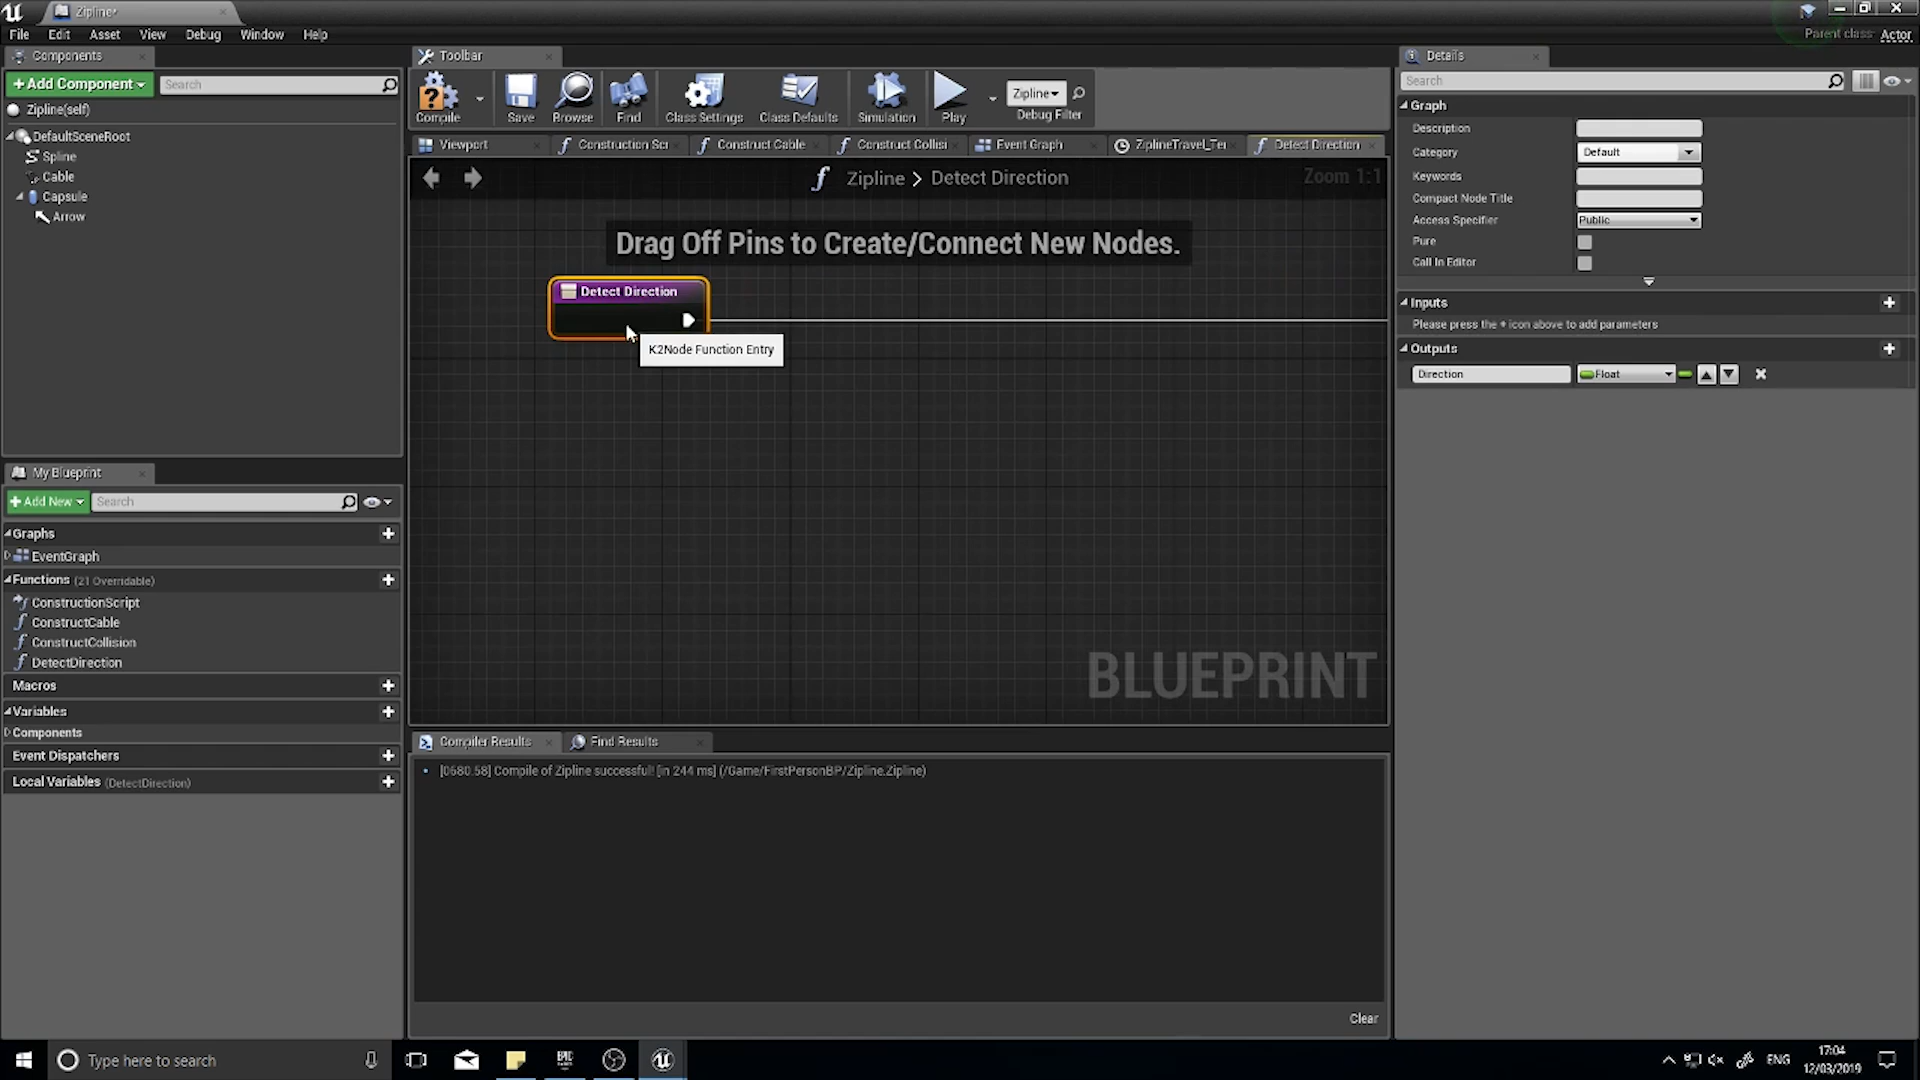 Zipline*
File Edit Asset View Debug Window Help
Parent class: Actor
Components
+Add Component
Search
Zipline(self)
DefaultSceneRoot
Spline
Cable
Capsule
Arrow
My Blueprint
+Add New
Search
Graphs
EventGraph
Functions (21 Overridable)
ConstructionScript
ConstructCable
ConstructCollision
DetectDirection
Macros
Variables
Components
Event Dispatchers
Local Variables (DetectDirection)
Toolbar
Compile
Save
Browse
Find
Class Settings
Class Defaults
Simulation
Play
Zipline
Debug Filter
Viewport
Construction Scr
Construct Cable
Construct Collisi
Event Graph
ZiplineTravel_Ter
Detect Direction
Zipline > Detect Direction
Zoom 1:1
Drag Off Pins to Create/Connect New Nodes.
Detect Direction
K2Node Function Entry
BLUEPRINT
Compiler Results
Find Results
[0680.58] Compile of Zipline successful! [in 244 ms] (/Game/FirstPersonBP/Zipline.Zipline)
Clear
Details
Search
Graph
Description
Category
Default
Keywords
Compact Node Title
Access Specifier
Public
Pure
Call In Editor
Inputs
Please press the + icon above to add parameters
Outputs
Direction
Float
Type here to search
ENG
17:04
12/03/2019